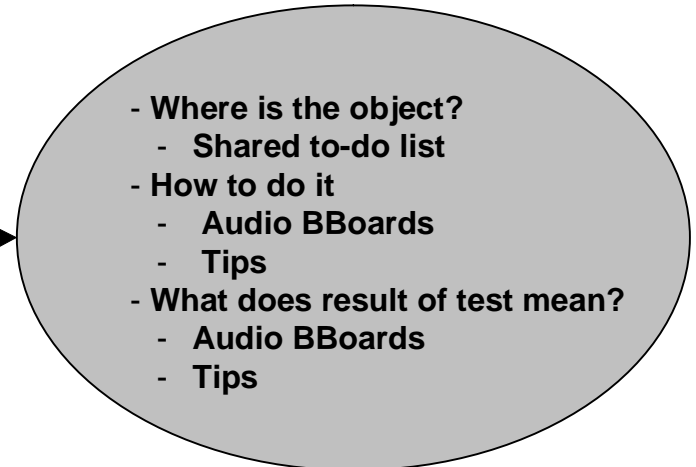 - Where is the object?
- Shared to-do list
- How to do it
- Audio BBoards
- Tips
- What does result of test mean?
- Audio BBoards
- Tips